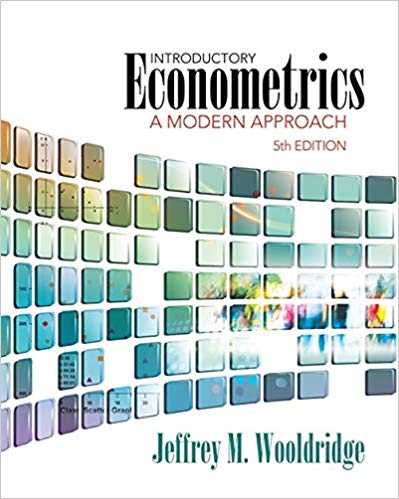 INTRODUCTORY
Econometrics
A MODERN APPROACH
5th EDITION
Jeffrey M. Wooldridge